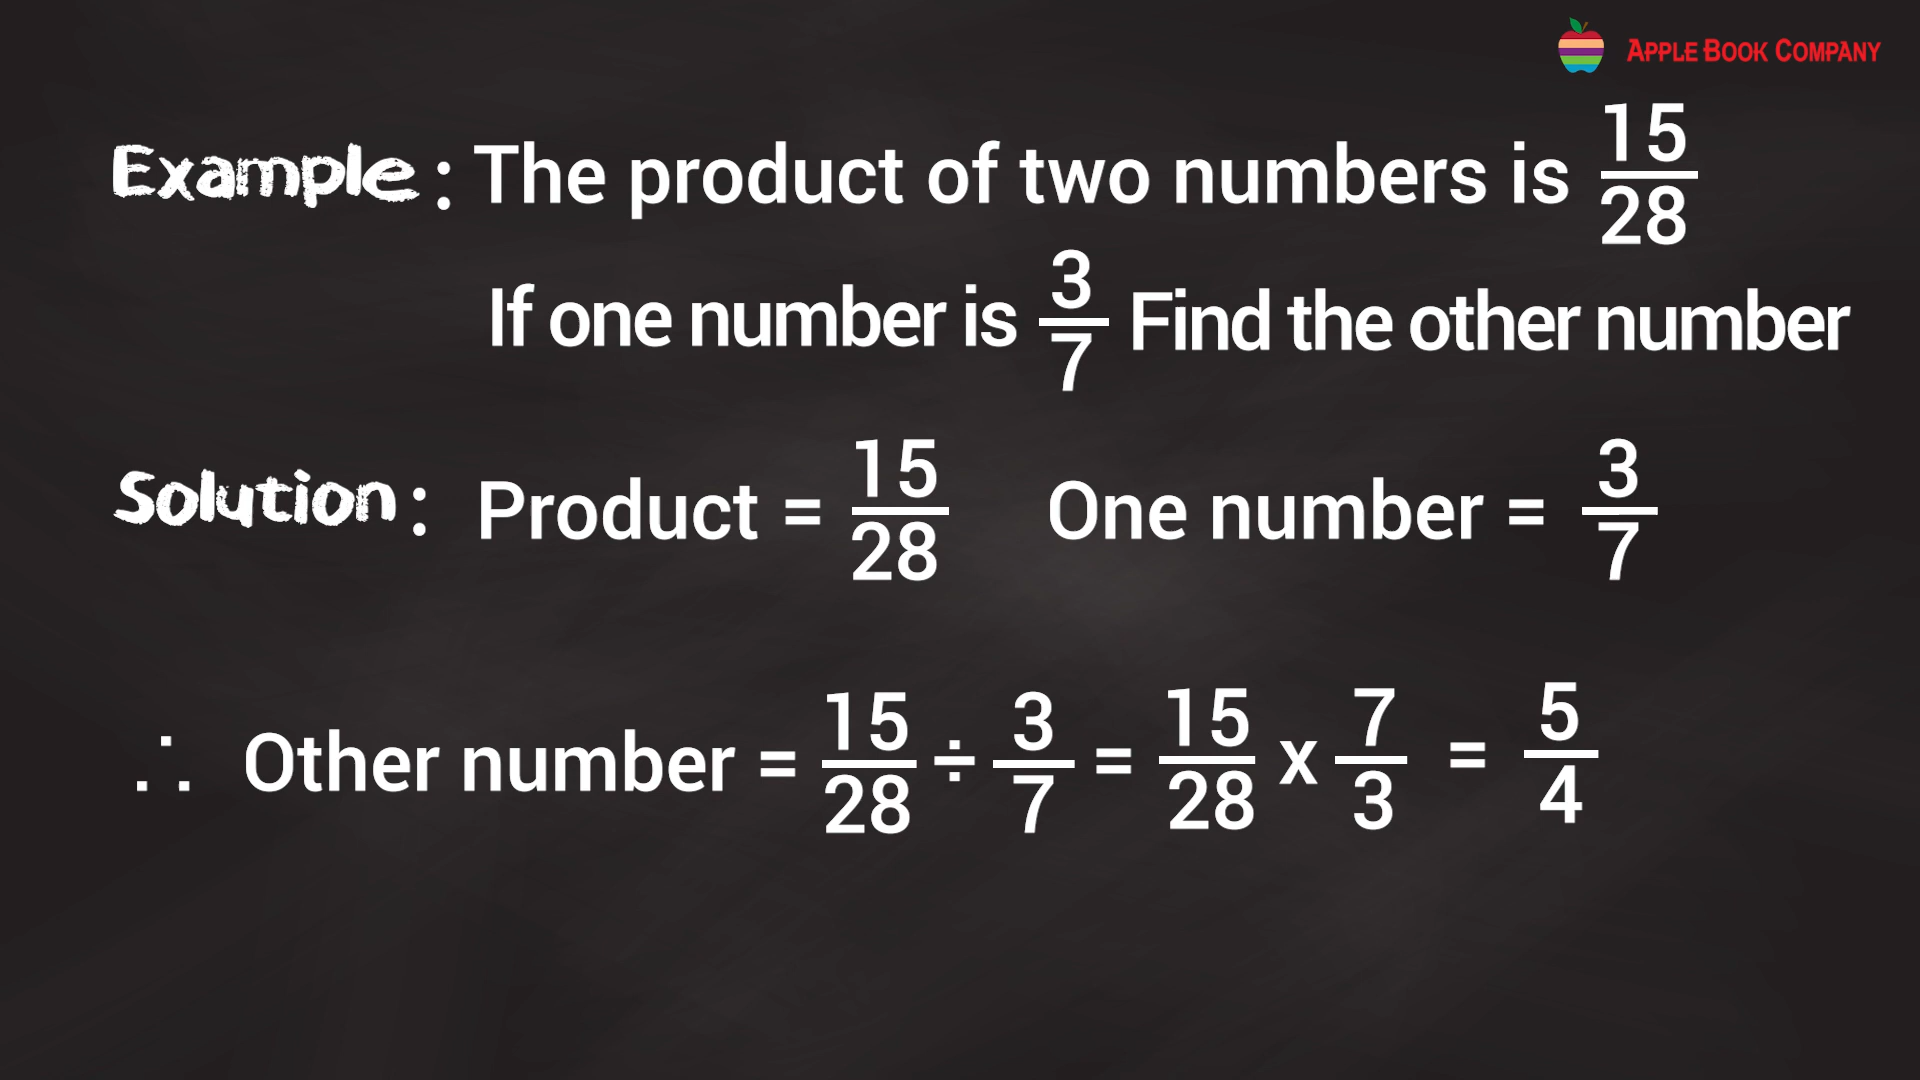 APPLE BOOK COMPANY
Example : The product of two numbers is 15/28
If one number is 3/7 Find the other number
Solution : Product = 15/28 One number = 3/7
∴ Other number = 15/28 ÷ 3/7 = 15/28 x 7/3 = 5/4